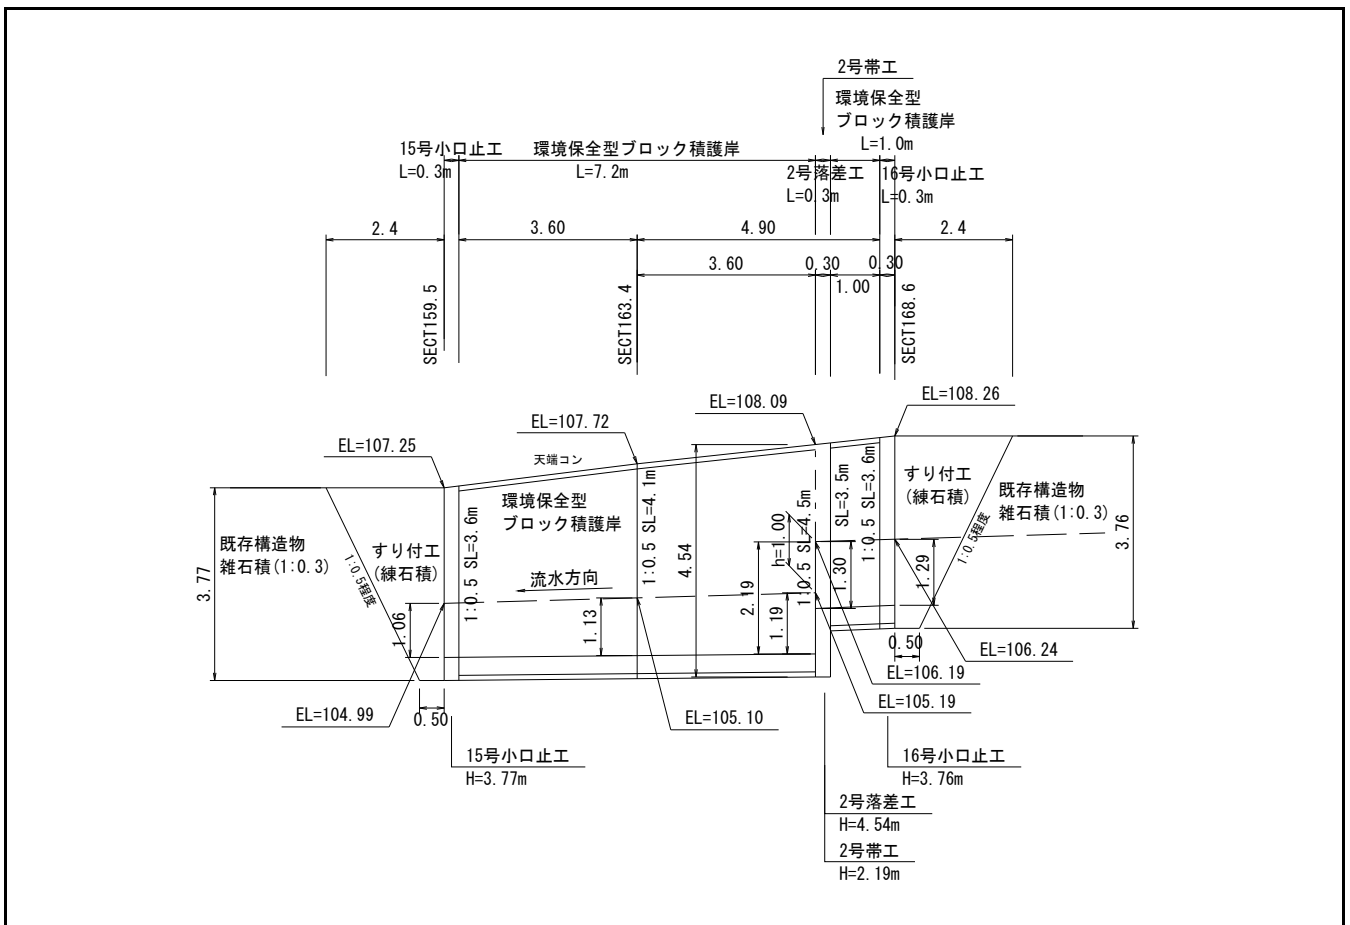 2号帯工
環境保全型
ブロック積護岸
L=1.0m
15号小口止工
L=0.3m
環境保全型ブロック積護岸
L=7.2m
2号落差工
L=0.3m
16号小口止工
L=0.3m
2.4
3.60
4.90
2.4
3.60
0.30
1.00
0.30
SECT159.5
SECT163.4
SECT168.6
EL=107.25
EL=107.72
EL=108.09
EL=108.26
天端コン
環境保全型
ブロック積護岸
流水方向
既存構造物
雑石積(1:0.3)
1:0.5程度
すり付工
(練石積)
1:0.5 SL=3.6m
1:0.5 SL=4.1m
1:0.5 SL=4.5m
SL=3.5m
1:0.5 SL=3.6m
すり付工
(練石積)
1:0.5程度
既存構造物
雑石積(1:0.3)
3.77
1.06
1.13
4.54
2.19
h=1.00
1.19
1.30
1.29
3.76
0.50
0.50
EL=104.99
EL=105.10
EL=106.24
EL=106.19
EL=105.19
15号小口止工
H=3.77m
16号小口止工
H=3.76m
2号落差工
H=4.54m
2号帯工
H=2.19m